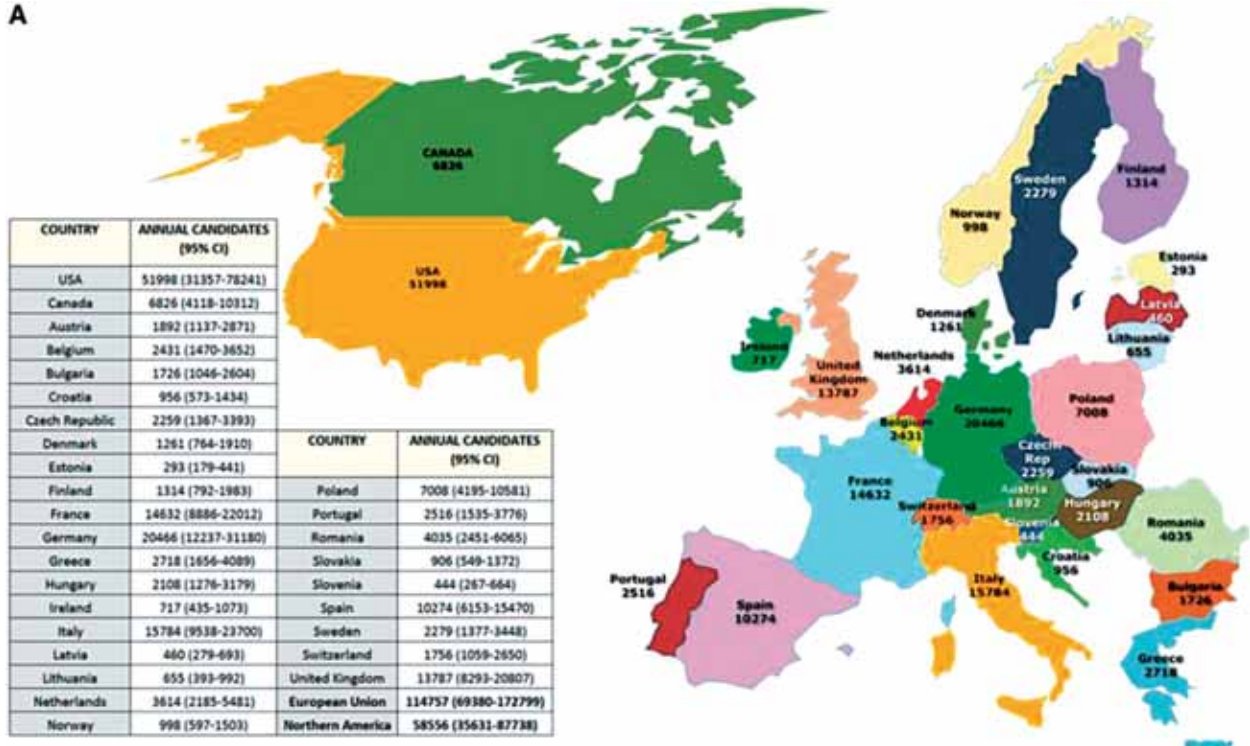 A
CANADA
6826
USA
51998
Norway
998
Sweden
2279
Finland
1314
Estonia
293
Latvia
460
Lithuania
655
Denmark
1261
Ireland
717
United
Kingdom
13787
Netherlands
3614
Belgium
2431
Germany
20466
Poland
7008
Czech
Rep
2259
Slovakia
906
France
14632
Switzerland
1756
Austria
1892
Hungary
2108
Slovenia
444
Romania
4035
Croatia
956
Portugal
2516
Spain
10274
Italy
15784
Bulgaria
1726
Greece
2718
COUNTRY ANNUAL CANDIDATES
(95% CI)
USA 51998 (31357-78241)
Canada 6826 (4118-10312)
Austria 1892 (1137-2871)
Belgium 2431 (1470-3652)
Bulgaria 1726 (1046-2604)
Croatia 956 (573-1434)
Czech Republic 2259 (1367-3393)
Denmark 1261 (764-1910)
Estonia 293 (179-441)
Finland 1314 (792-1983)
France 14632 (8886-22012)
Germany 20466 (12237-31180)
Greece 2718 (1656-4089)
Hungary 2108 (1276-3179)
Ireland 717 (435-1073)
Italy 15784 (9538-23700)
Latvia 460 (279-693)
Lithuania 655 (393-992)
Netherlands 3614 (2185-5481)
Norway 998 (597-1503)
COUNTRY ANNUAL CANDIDATES
(95% CI)
Poland 7008 (4195-10581)
Portugal 2516 (1535-3776)
Romania 4035 (2451-6065)
Slovakia 906 (549-1372)
Slovenia 444 (267-664)
Spain 10274 (6153-15470)
Sweden 2279 (1377-3448)
Switzerland 1756 (1059-2650)
United Kingdom 13787 (8293-20807)
European Union 114757 (69380-172799)
Northern America 58556 (35631-87738)